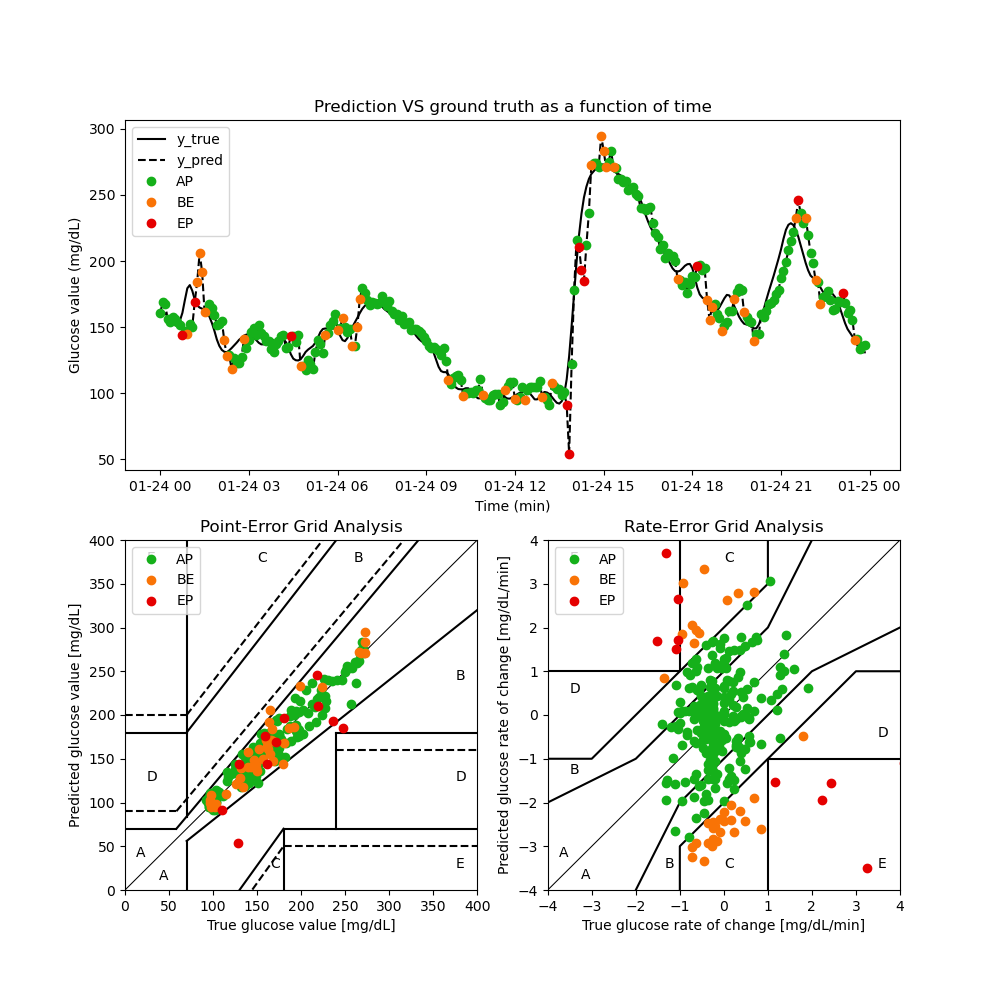 Prediction VS ground truth as a function of time
Glucose value (mg/dL)
300
250
200
150
100
50
y_true
y_pred
AP
BE
EP
01-24 00 01-24 03 01-24 06 01-24 09 01-24 12 01-24 15 01-24 18 01-24 21 01-25 00
Time (min)
Point-Error Grid Analysis
Predicted glucose value [mg/dL]
400
350
300
250
200
150
100
50
0
AP
BE
EP
C
B
B
D
D
A
A
C
E
0 50 100 150 200 250 300 350 400
True glucose value [mg/dL]
Rate-Error Grid Analysis
Predicted glucose rate of change [mg/dL/min]
4
3
2
1
0
−1
−2
−3
−4
AP
BE
EP
C
D
D
B
A
A
B
C
E
−4 −3 −2 −1 0 1 2 3 4
True glucose rate of change [mg/dL/min]